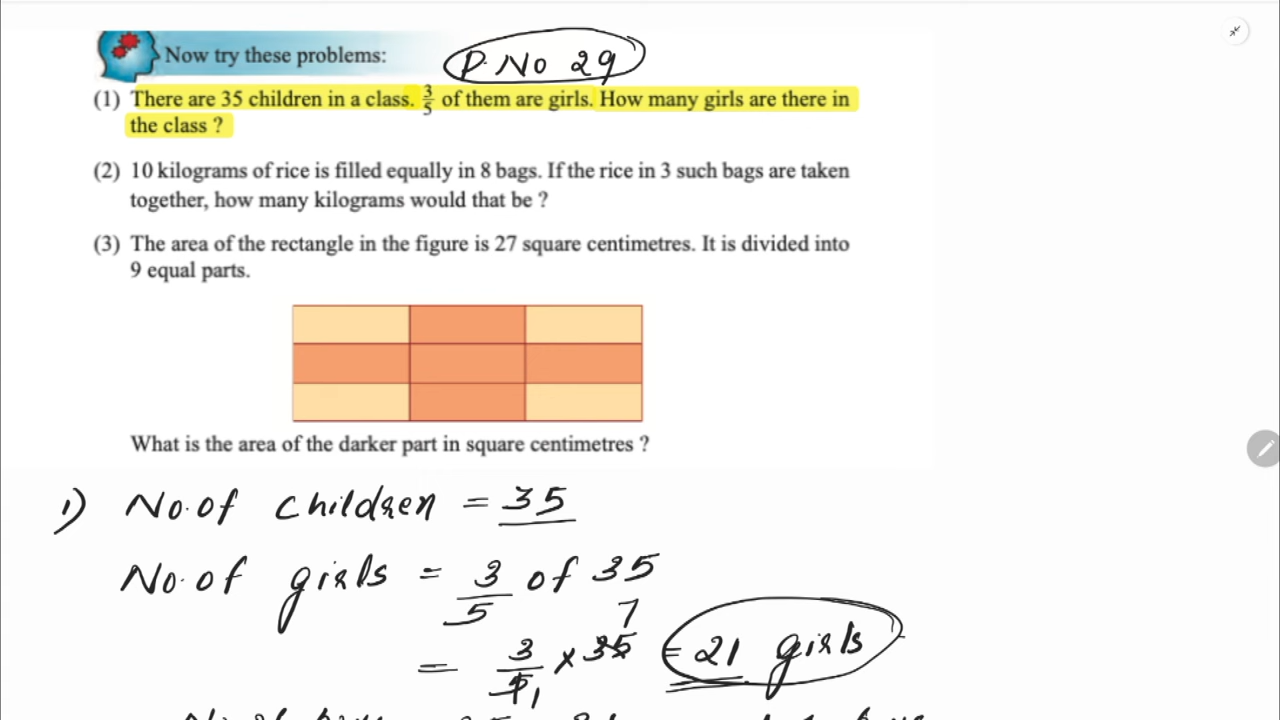 Now try these problems:
P. No 29
(1) There are 35 children in a class. 3/5 of them are girls. How many girls are there in
the class ?
(2) 10 kilograms of rice is filled equally in 8 bags. If the rice in 3 such bags are taken
together, how many kilograms would that be ?
(3) The area of the rectangle in the figure is 27 square centimetres. It is divided into
9 equal parts.
What is the area of the darker part in square centimetres ?
1) No. of children = 35
No. of girls = 3/5 of 35
7
= 3/5 x 35 = 21 girls
1